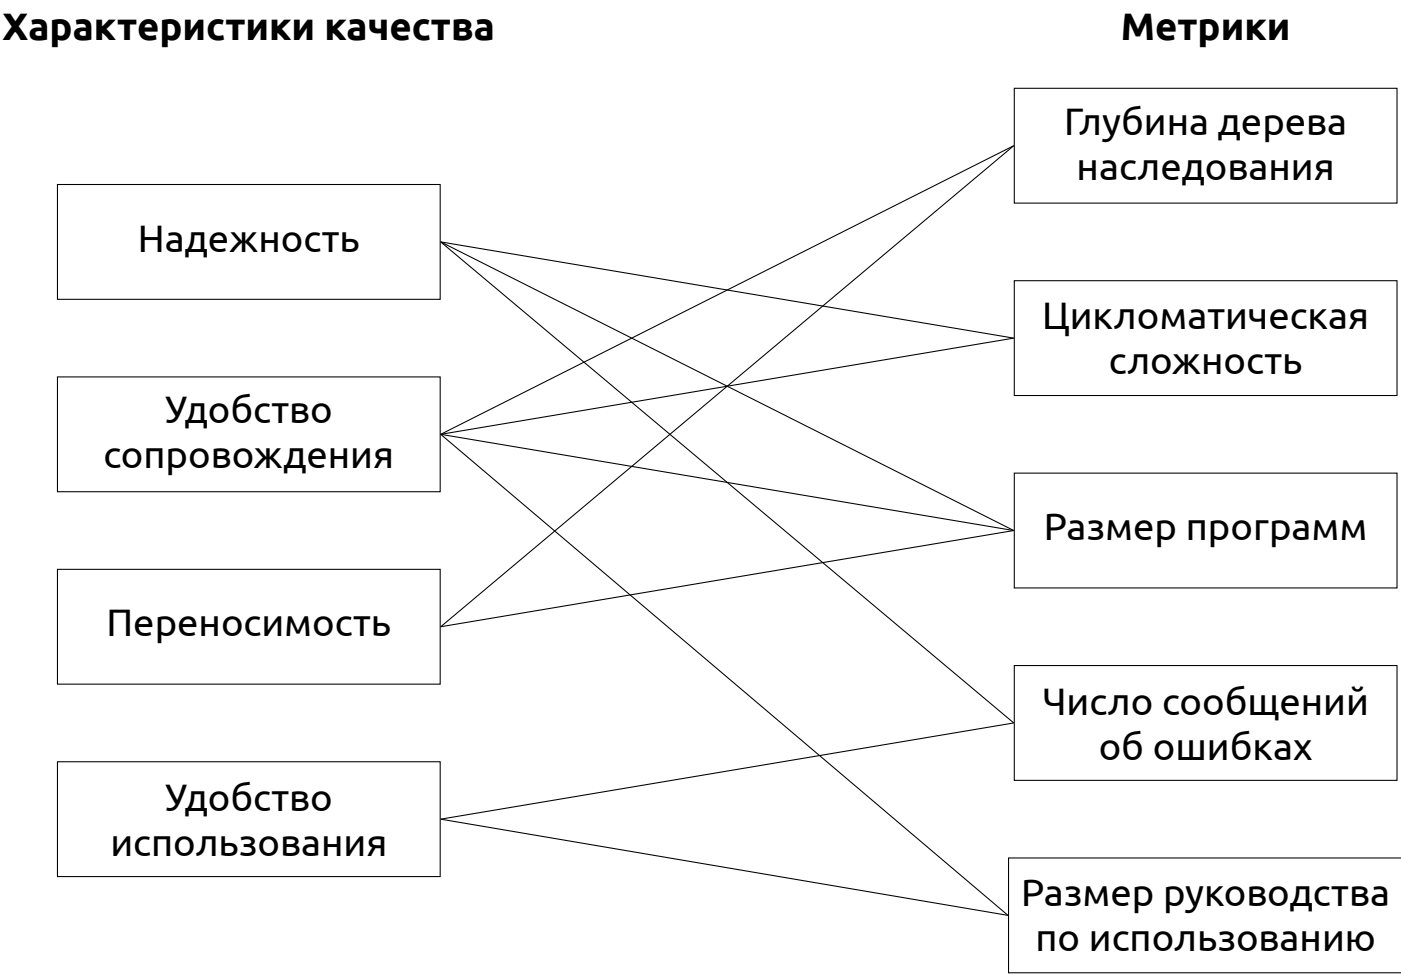 Характеристики качества
Метрики
Надежность
Удобство
сопровождения
Переносимость
Удобство
использования
Глубина дерева
наследования
Цикломатическая
сложность
Размер программ
Число сообщений
об ошибках
Размер руководства
по использованию